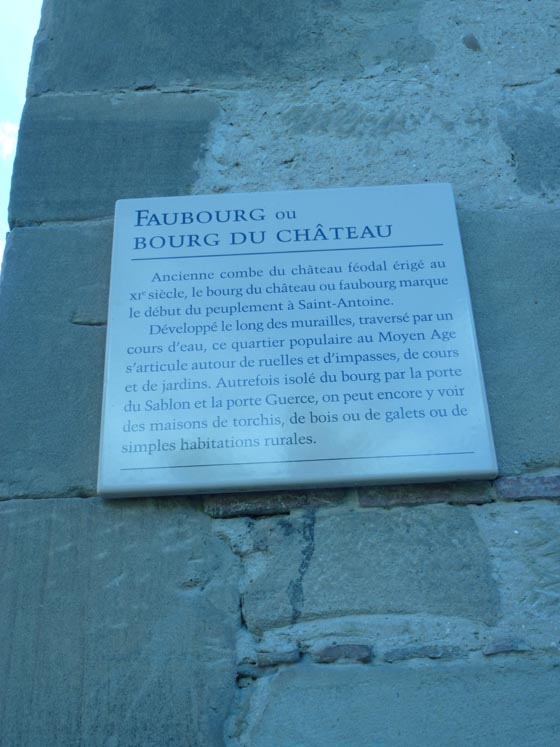 FAUBOURG OU
BOURG DU CHÂTEAU
Ancienne combe du château féodal érigé au
XIe siècle, le bourg du château ou faubourg marque
le début du peuplement à Saint-Antoine.
Développé le long des murailles, traversé par un
cours d'eau, ce quartier populaire au Moyen Age
s'articule autour de ruelles et d'impasses, de cours
et de jardins. Autrefois isolé du bourg par la porte
du Sablon et la porte Guerce, on peut encore y voir
des maisons de torchis, de bois ou de galets ou de
simples habitations rurales.